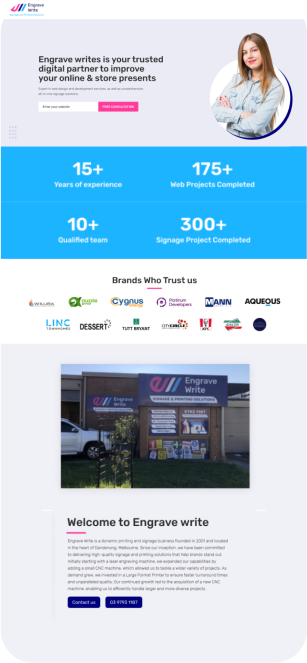 Engrave
Write
Engrave writes is your trusted
digital partner to improve
your online & store presents
Expert in web design and development services, as well as comprehensive
all-in-one signage solutions.
Enter your website
FREE CONSULTATION
15+
Years of experience
175+
Web Projects Completed
10+
Qualified team
300+
Signage Project Completed
Brands Who Trust us
WILURA
purple
Cygnus
Platinum
Developers
MANN
AQUEOUS
LINC
TOWNHOMES
DESSERT
TUTT BRYANT
CITY CIRCLE
KFC
Engrave
Write
SIGNAGE & PRINTING SOLUTIONS
9793 1187
Welcome to Engrave write
Engrave Write is a dynamic printing and signage business founded in 2001 and located
in the heart of Dandenong, Melbourne. Since our inception, we have been committed
to delivering high-quality signage and printing solutions that help brands stand out.
Initially starting with a laser engraving machine, we expanded our capabilities by
adding a small CNC machine, which allowed us to tackle a wider variety of projects. As
demand grew, we invested in a Large Format Printer to ensure faster turnaround times
and unparalleled quality. Our continued growth led to the acquisition of a new CNC
machine, enabling us to efficiently handle larger and more diverse projects.
Contact us
03 9793 1187